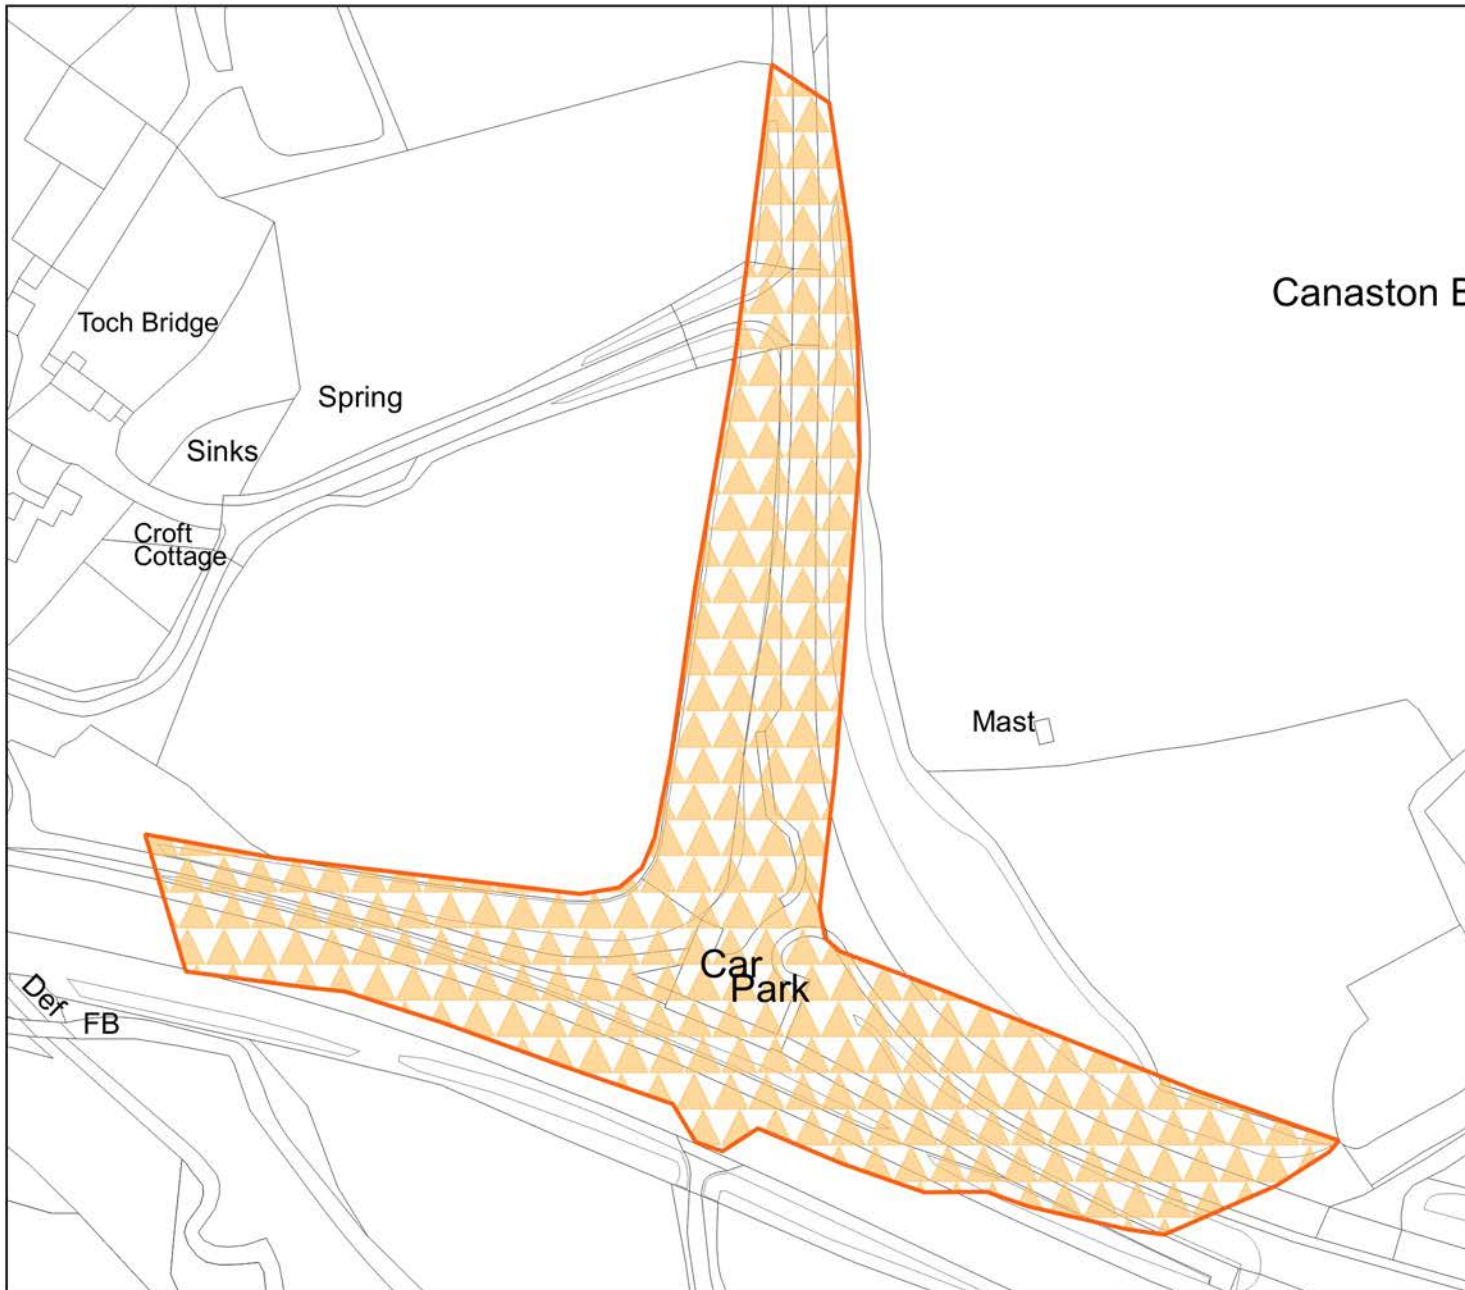 Canaston
Toch Bridge
Spring
Sinks
Croft
Cottage
Mast
Car
Park
Def
FB